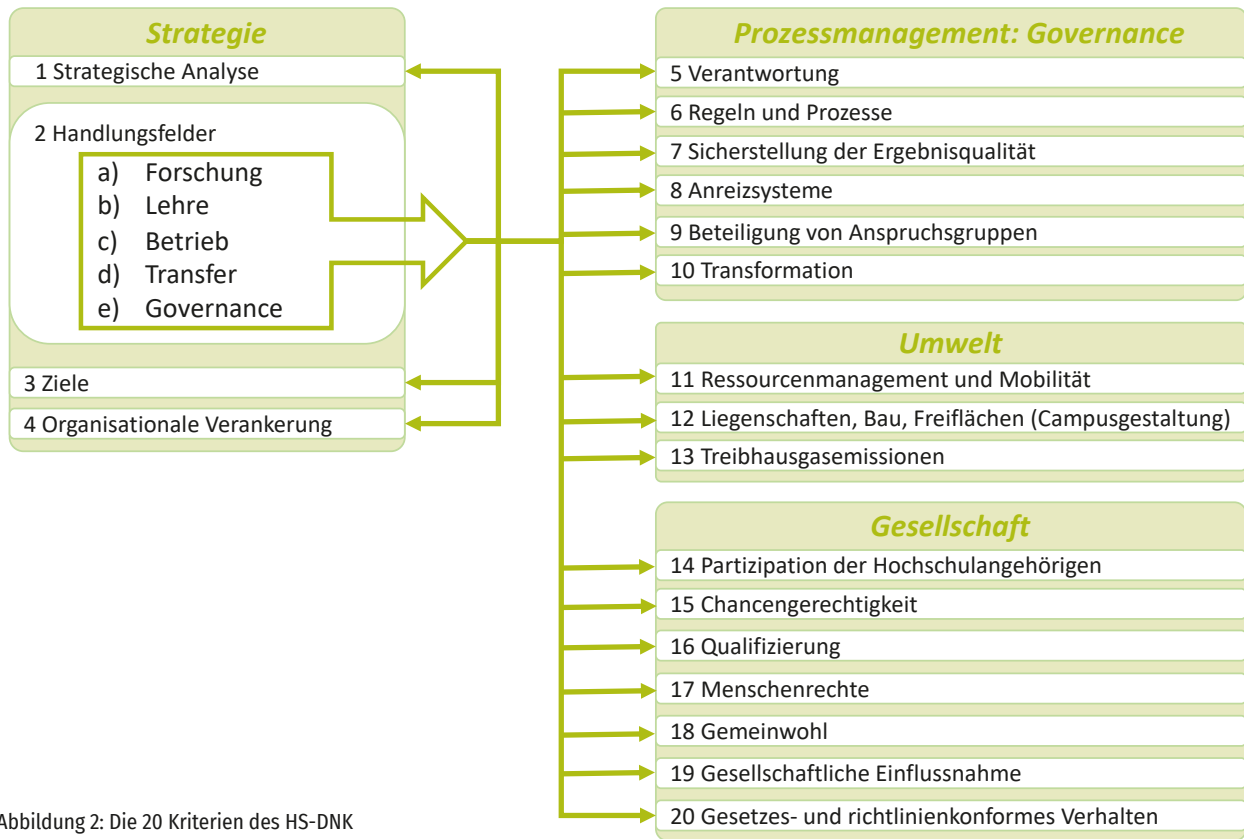 Strategie
1 Strategische Analyse
2 Handlungsfelder
a) Forschung
b) Lehre
c) Betrieb
d) Transfer
e) Governance
3 Ziele
4 Organisationale Verankerung
Prozessmanagement: Governance
5 Verantwortung
6 Regeln und Prozesse
7 Sicherstellung der Ergebnisqualität
8 Anreizsysteme
9 Beteiligung von Anspruchsgruppen
10 Transformation
Umwelt
11 Ressourcenmanagement und Mobilität
12 Liegenschaften, Bau, Freiflächen (Campusgestaltung)
13 Treibhausgasemissionen
Gesellschaft
14 Partizipation der Hochschulangehörigen
15 Chancengerechtigkeit
16 Qualifizierung
17 Menschenrechte
18 Gemeinwohl
19 Gesellschaftliche Einflussnahme
20 Gesetzes- und richtlinienkonformes Verhalten
Abbildung 2: Die 20 Kriterien des HS-DNK